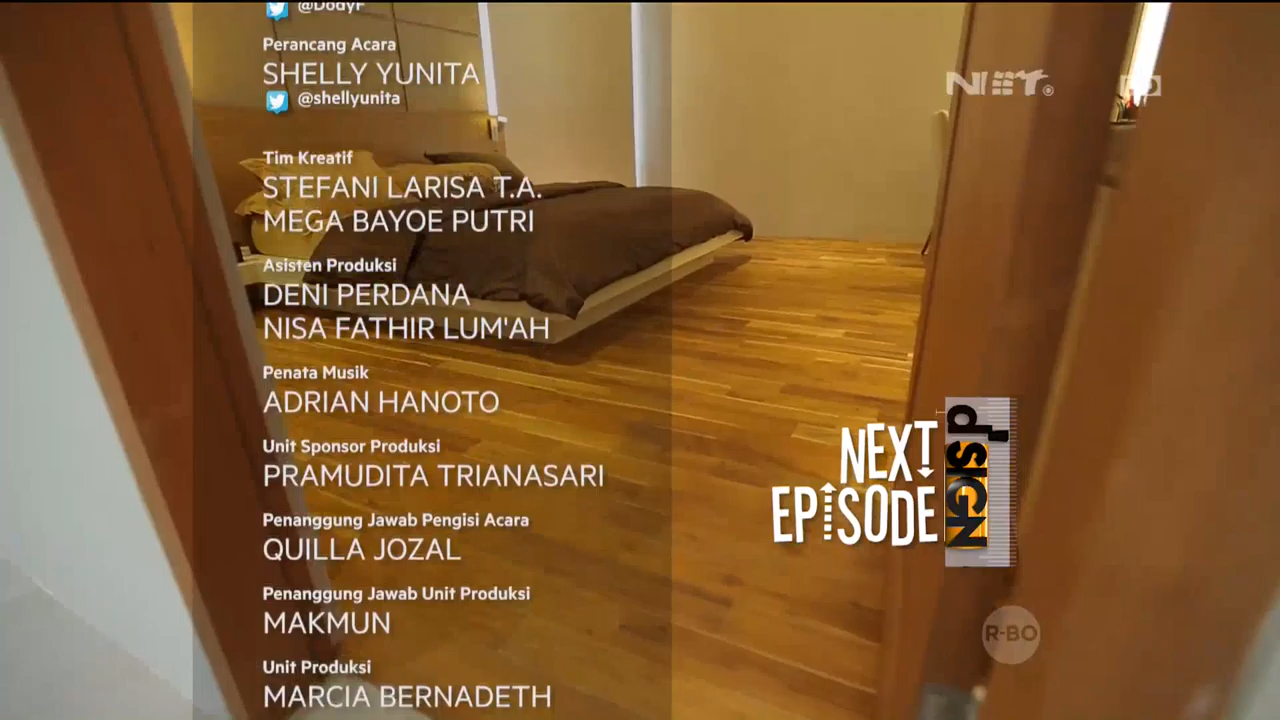 @DodyF
Perancang Acara
SHELLY YUNITA
@shellyunita
Tim Kreatif
STEFANI LARISA T.A.
MEGA BAYOE PUTRI
Asisten Produksi
DENI PERDANA
NISA FATHIR LUM'AH
Penata Musik
ADRIAN HANOTO
Unit Sponsor Produksi
PRAMUDITA TRIANASARI
Penanggung Jawab Pengisi Acara
QUILLA JOZAL
Penanggung Jawab Unit Produksi
MAKMUN
Unit Produksi
MARCIA BERNADETH
NET.
HD
NEXT
EPISODE
d'SIGN
R-BO